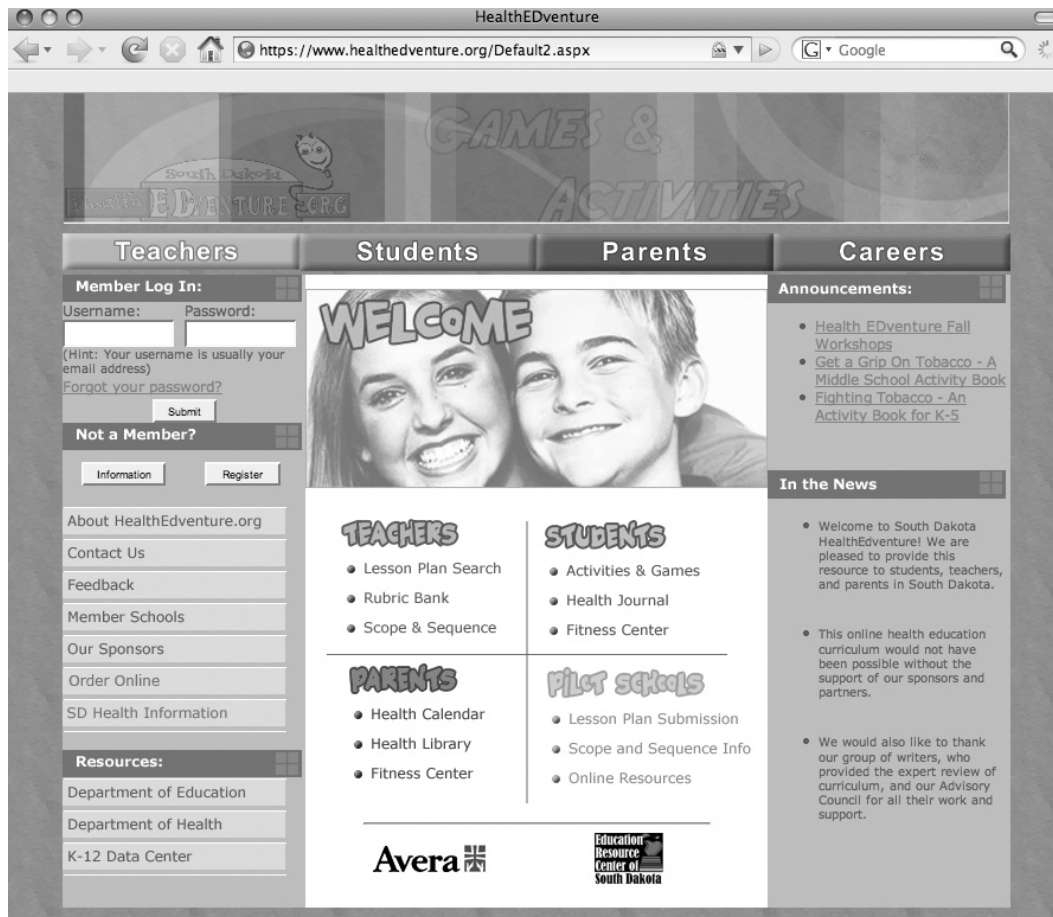 HealthEDventure
https://www.healthedventure.org/Default2.aspx
G Google
GAMES &
ACTIVITIES
South Dakota
Health EDVENTURE.ORG
Teachers Students Parents Careers
Member Log In:
Username: Password:
(Hint: Your username is usually your
email address)
Forgot your password?
Submit
Not a Member?
Information Register
About HealthEdventure.org
Contact Us
Feedback
Member Schools
Our Sponsors
Order Online
SD Health Information
Resources:
Department of Education
Department of Health
K-12 Data Center
WELCOME
TEACHERS
Lesson Plan Search
Rubric Bank
Scope & Sequence
STUDENTS
Activities & Games
Health Journal
Fitness Center
PARENTS
Health Calendar
Health Library
Fitness Center
PILOT SCHOOLS
Lesson Plan Submission
Scope and Sequence Info
Online Resources
Avera
Education
Resource
Center of
South Dakota
Announcements:
Health EDventure Fall
Workshops
Get a Grip On Tobacco - A
Middle School Activity Book
Fighting Tobacco - An
Activity Book for K-5
In the News
Welcome to South Dakota
HealthEdventure! We are
pleased to provide this
resource to students, teachers,
and parents in South Dakota.
This online health education
curriculum would not have
been possible without the
support of our sponsors and
partners.
We would also like to thank
our group of writers, who
provided the expert review of
curriculum, and our Advisory
Council for all their work and
support.